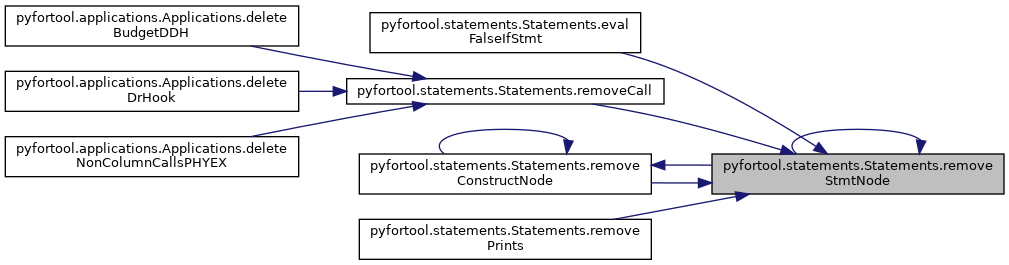 pyfortool.applications.Applications.delete
BudgetDDH
pyfortool.applications.Applications.delete
DrHook
pyfortool.applications.Applications.delete
NonColumnCallsPHYEX
pyfortool.statements.Statements.eval
FalseIfStmt
pyfortool.statements.Statements.removeCall
pyfortool.statements.Statements.remove
ConstructNode
pyfortool.statements.Statements.remove
Prints
pyfortool.statements.Statements.remove
StmtNode